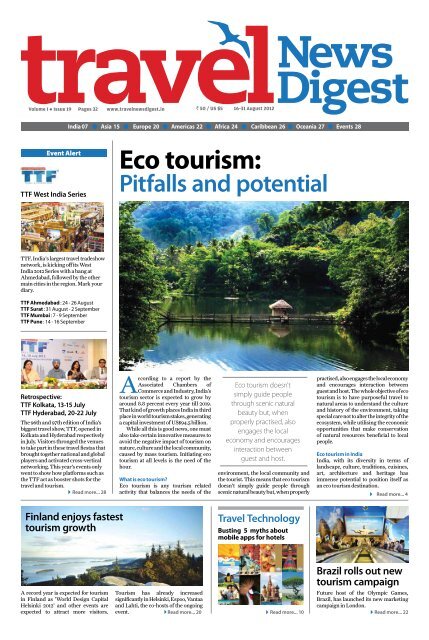 travel News
Digest
Volume I • Issue 19 Pages 32 www.travelnewsdigest.in ₹ 50 / US $5 16-31 August 2012
India 07 Asia 15 Europe 20 Americas 22 Africa 24 Caribbean 26 Oceania 27 Events 28
Event Alert
TTF
TTF West India Series
TTF, India's largest travel tradeshow
network, is kicking off its West
India 2012 Series with a bang at
Ahmedabad, followed by the other
main cities in the region. Mark your
diary.
TTF Ahmedabad: 24 - 26 August
TTF Surat: 31 August - 2 September
TTF Mumbai: 7 - 9 September
TTF Pune: 14 - 16 September
Retrospective:
TTF Kolkata, 13-15 July
TTF Hyderabad, 20-22 July
India's
biggest travel show, TTF, opened in
Kolkata and Hyderabad respectively
in July. Visitors thronged the venues
to take part in these travel fiestas that
brought together national and global
players and activated cross-vertical
networking. This year's events only
went to show how platforms such as
the TTF act as booster shots for the
travel and tourism.
Read more... 28
Eco tourism:
Pitfalls and potential
According to a report by the
Associated Chambers of
Commerce and Industry, India's
tourism sector is expected to grow by
around 8.8 percent every year till 2019.
That kind of growth places India in third
place in world tourism stakes, generating
a capital investment of US$94.5 billion.
While all this is good news, one must
also take certain innovative measures to
avoid the negative impact of tourism on
nature, culture and the local community,
caused by mass tourism. Initiating eco
tourism at all levels is the need of the
hour.
What is eco tourism?
Eco tourism is any tourism related
activity that balances the needs of the
Eco tourism doesn't
simply guide people
through scenic natural
beauty but, when
properly practised, also
engages the local
economy and encourages
interaction between
guest and host.
environment, the local community and
the tourist. This means that eco tourism
doesn't simply guide people through
scenic natural beauty but, when properly
practised, also engages the local economy
and encourages interaction between
guest and host. The whole objective of eco
tourism is to have purposeful travel to
natural areas to understand the culture
and history of the environment, taking
special care not to alter the integrity of the
ecosystem, while utilising the economic
opportunities that make conservation
of natural resources beneficial to local
people.
Eco tourism in India
India, with its diversity in terms of
landscape, culture, traditions, cuisines,
art, architecture and heritage has
immense potential to position itself as
an eco tourism destination.
Read more... 4
Finland enjoys fastest
tourism growth
A record year is expected for tourism
in Finland as 'World Design Capital
Helsinki 2012' and other events are
expected to attract more visitors,
Tourism has already increased
significantly in Helsinki, Espoo, Vantaa
and Lahti, the co-hosts of the ongoing
event.
Read more... 20
Travel Technology
Busting 5 myths about
mobile apps for hotels
Read more... 10
Brazil rolls out new
tourism campaign
Future host of the Olympic Games,
Brazil, has launched its new marketing
campaign in London.
Read more... 22